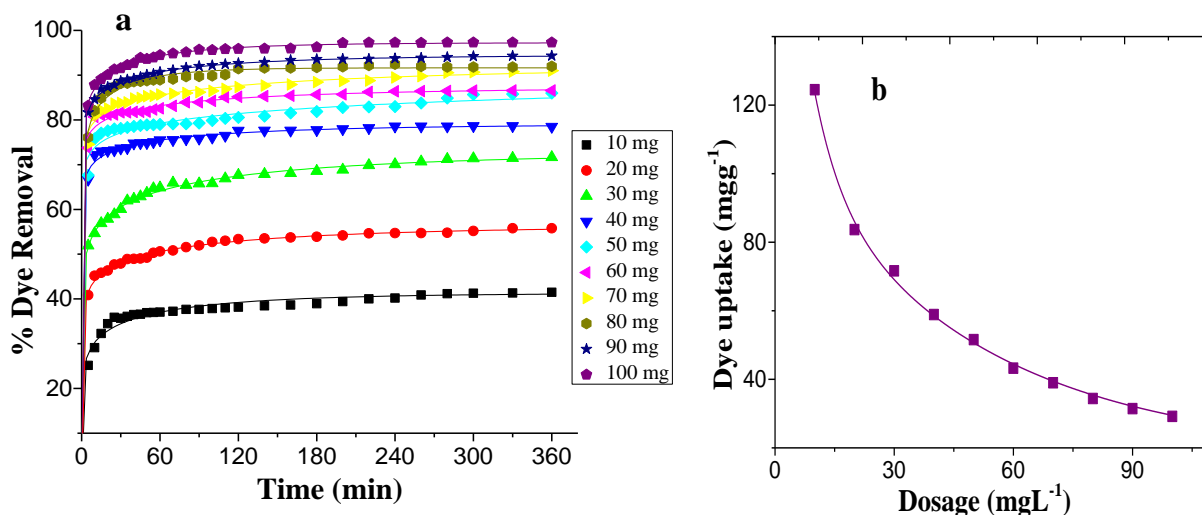 a
% Dye Removal
100
80
60
40
20
0
60
120
180
240
300
360
Time (min)
10 mg
20 mg
30 mg
40 mg
50 mg
60 mg
70 mg
80 mg
90 mg
100 mg
b
Dye uptake (mgg⁻¹)
120
80
40
0
30
60
90
Dosage (mgL⁻¹)